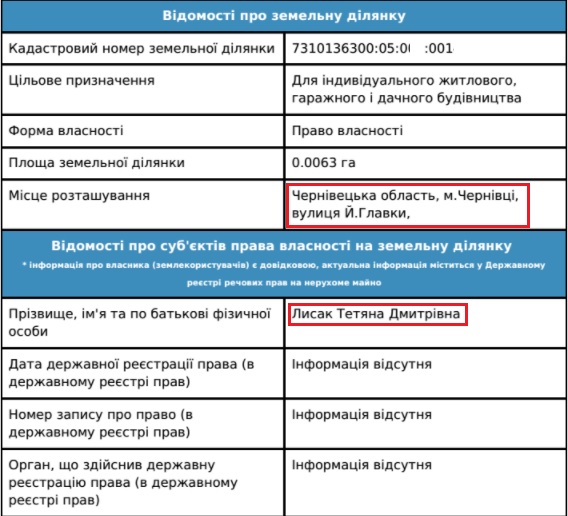 Відомості про земельну ділянку
Кадастровий номер земельної ділянки
7310136300:05:0 :001
Цільове призначення
Для індивідуального житлового,
гаражного і дачного будівництва
Форма власності
Право власності
Площа земельної ділянки
0.0063 га
Місце розташування
Чернівецька область, м.Чернівці,
вулиця Й.Главки,
Відомості про суб'єктів права власності на земельну ділянку
* інформація про власника (землекористувачів) є довідковою, актуальна інформація міститься у Державному
реєстрі речових прав на нерухоме майно
Прізвище, ім'я та по батькові фізичної
особи
Лисак Тетяна Дмитрівна
Дата державної реєстрації права (в
державному реєстрі прав)
Інформація відсутня
Номер запису про право (в
державному реєстрі прав)
Інформація відсутня
Орган, що здійснив державну
реєстрацію права (в державному
реєстрі прав)
Інформація відсутня